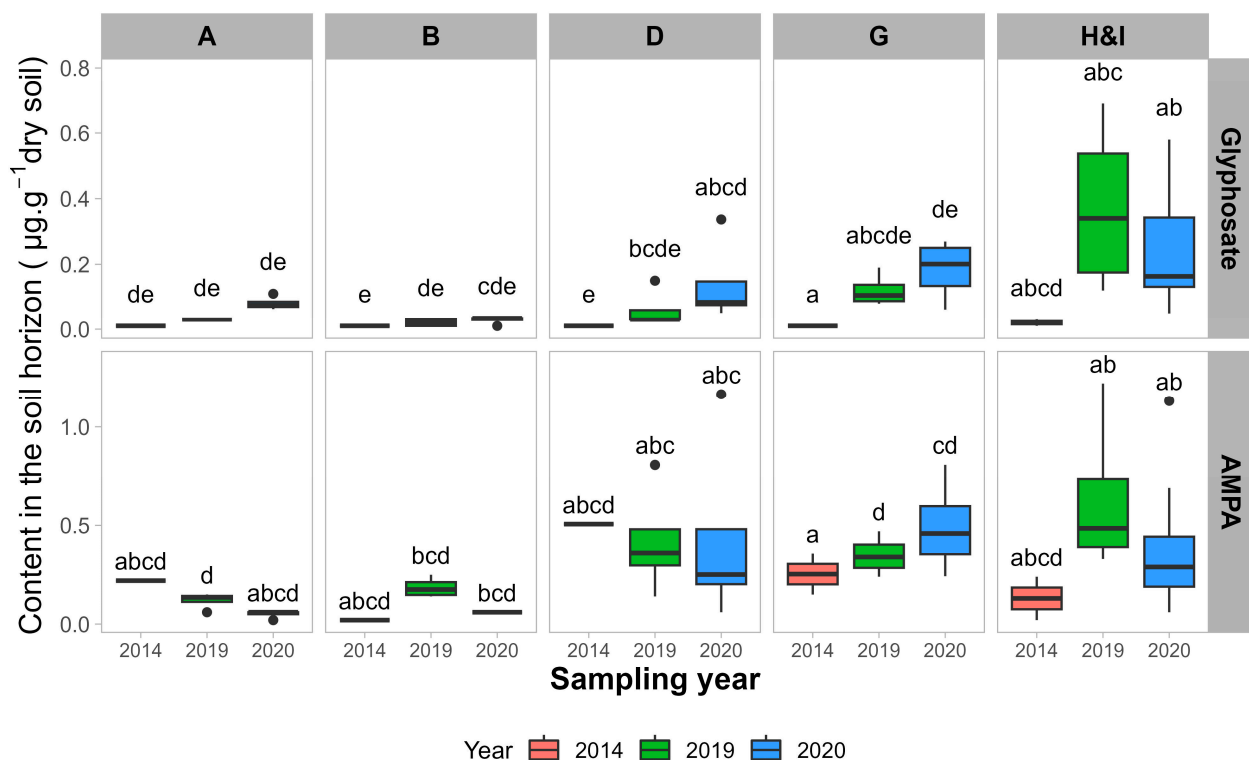 A B D G H&I
Content in the soil horizon ( µg.g⁻¹dry soil)
Glyphosate
0.8
0.6
0.4
0.2
0.0
de de de
e de cde
e bcde abcd
a abcde de
abcd abc ab
AMPA
1.0
0.5
0.0
abcd d abcd
abcd bcd bcd
abcd abc abc
a d cd
abcd ab ab
2014 2019 2020 2014 2019 2020 2014 2019 2020 2014 2019 2020 2014 2019 2020
Sampling year
Year 2014 2019 2020